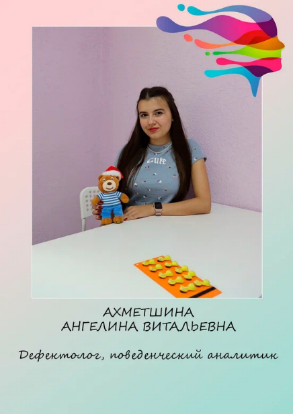 АХМЕТШИНА
АНГЕЛИНА ВИТАЛЬЕВНА
Дефектолог, поведенческий аналитик